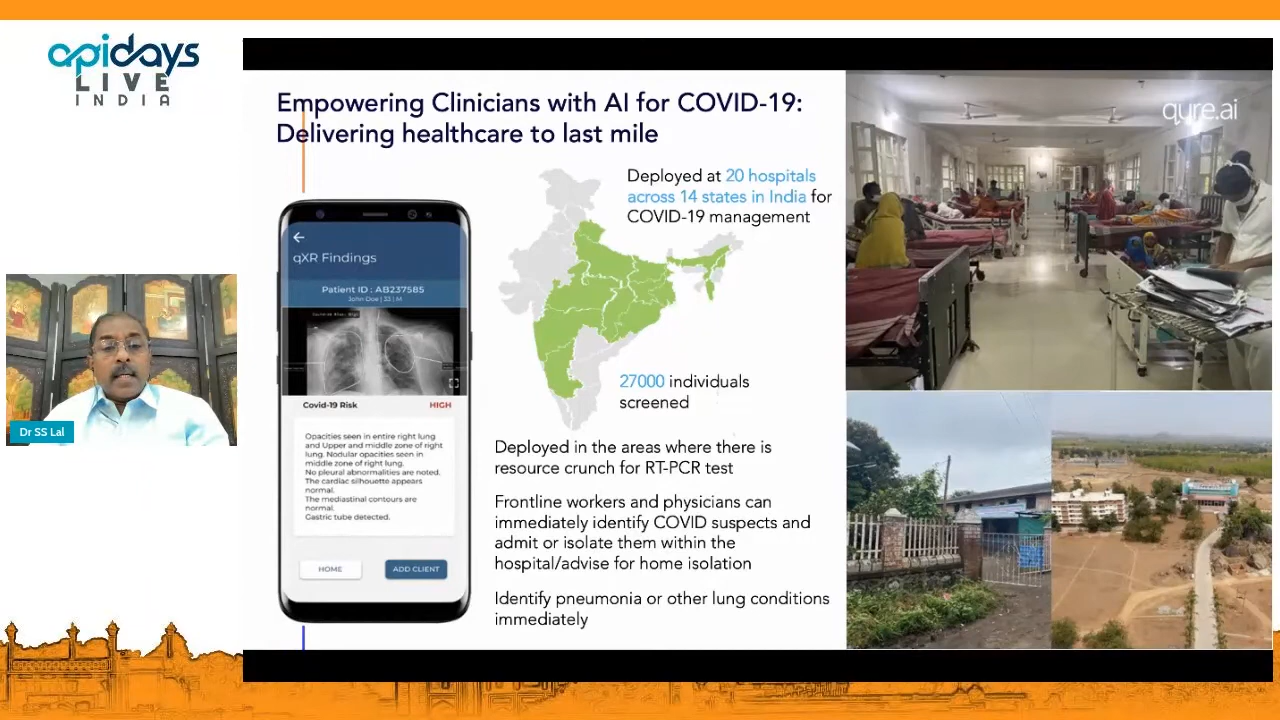 apidays
LIVE
INDIA
Dr SS Lal
Empowering Clinicians with AI for COVID-19:
Delivering healthcare to last mile
qXR Findings
Patient ID : AB237585
John Doe | 33 | M
Covid-19 Risk
HIGH
Opacities seen in entire right lung
and Upper and middle zone of right
lung. Nodular opacities seen in
middle zone of right lung.
No pleural abnormalities are noted.
The cardiac silhouette appears
normal.
The mediastinal contours are
normal.
Gastric tube detected.
HOME
ADD CLIENT
Deployed at 20 hospitals
across 14 states in India for
COVID-19 management
27000 individuals
screened
Deployed in the areas where there is
resource crunch for RT-PCR test
Frontline workers and physicians can
immediately identify COVID suspects and
admit or isolate them within the
hospital/advise for home isolation
Identify pneumonia or other lung conditions
immediately
qure.ai